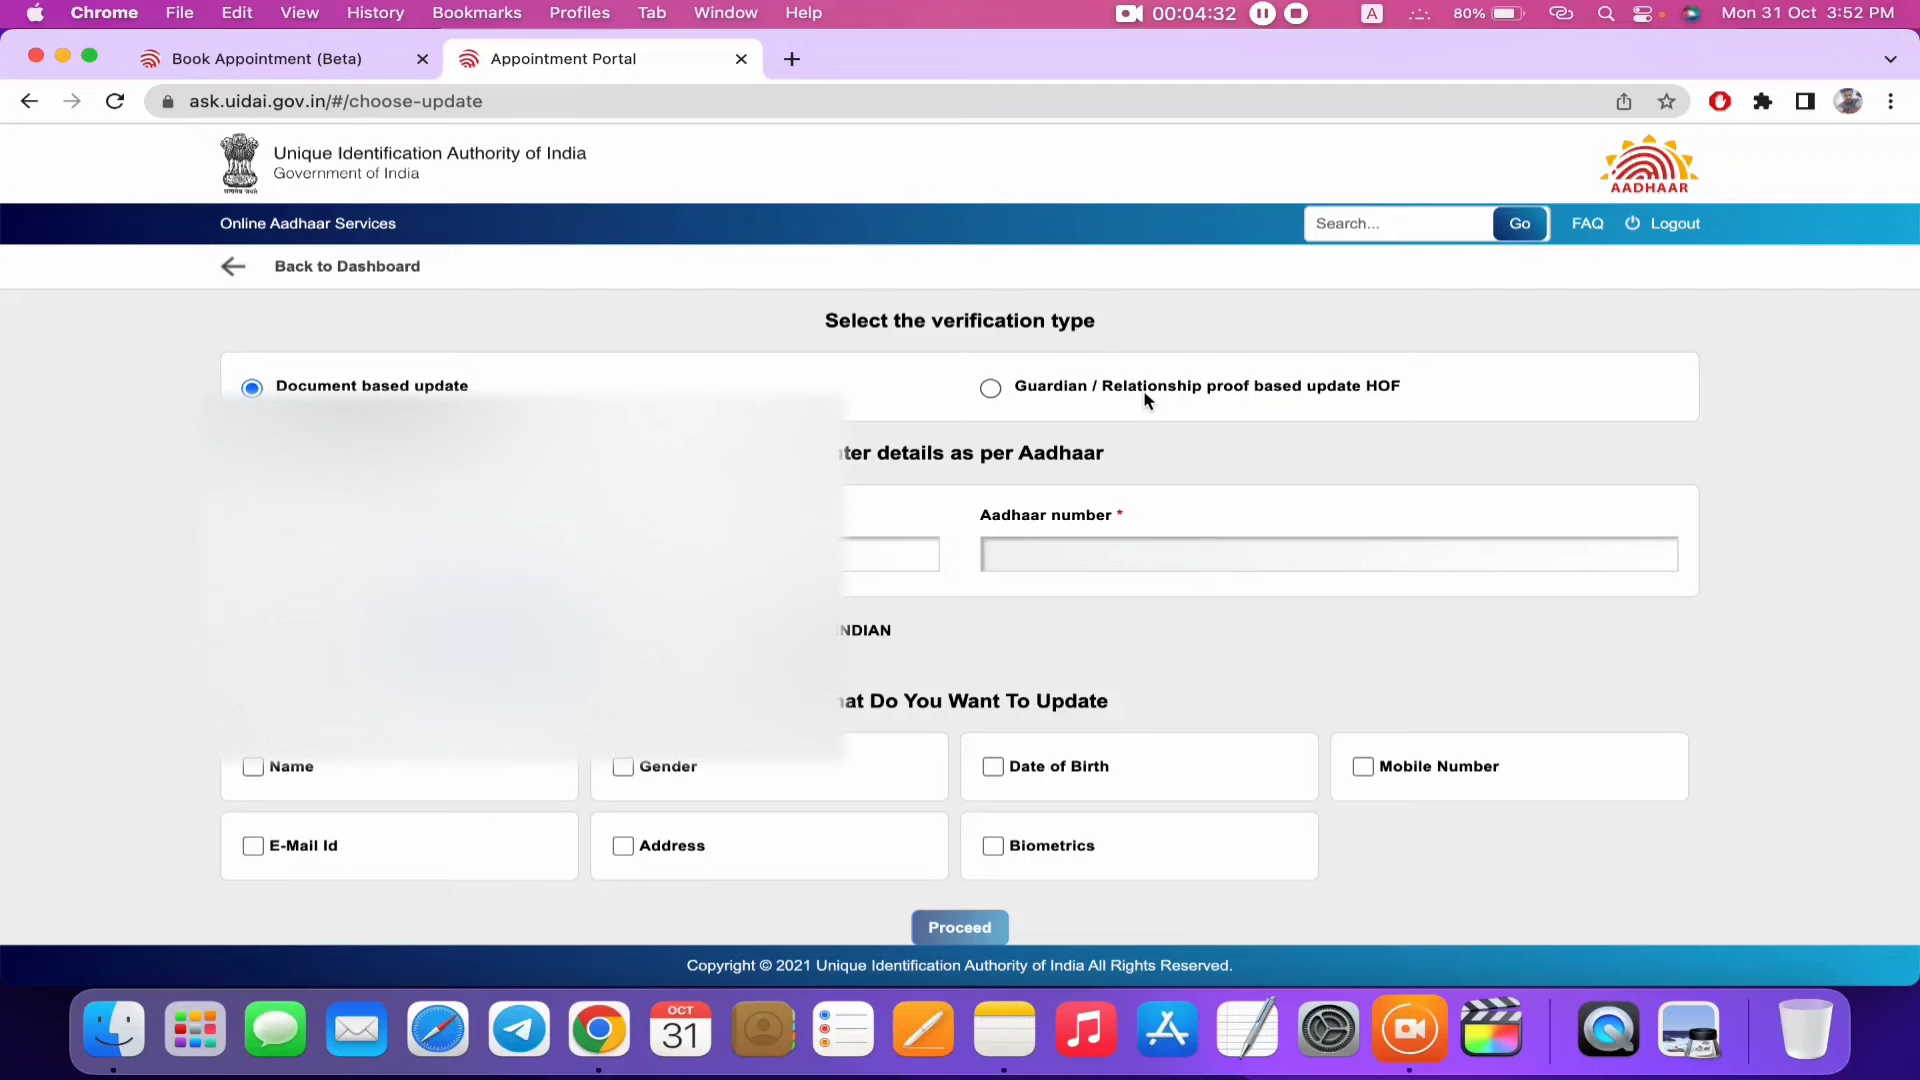 Chrome File Edit View History Bookmarks Profiles Tab Window Help 00:04:32 A 80% Mon 31 Oct 3:52 PM
Book Appointment (Beta) Appointment Portal
ask.uidai.gov.in/#/choose-update
Unique Identification Authority of India
Government of India
सत्यमेव जयते
AADHAAR
Online Aadhaar Services Search... Go FAQ Logout
Back to Dashboard
Select the verification type
Document based update Guardian / Relationship proof based update HOF
details as per Aadhaar
Aadhaar number *
NDIAN
Do You Want To Update
Name Gender Date of Birth Mobile Number
E-Mail Id Address Biometrics
Proceed
Copyright © 2021 Unique Identification Authority of India All Rights Reserved.
OCT
31